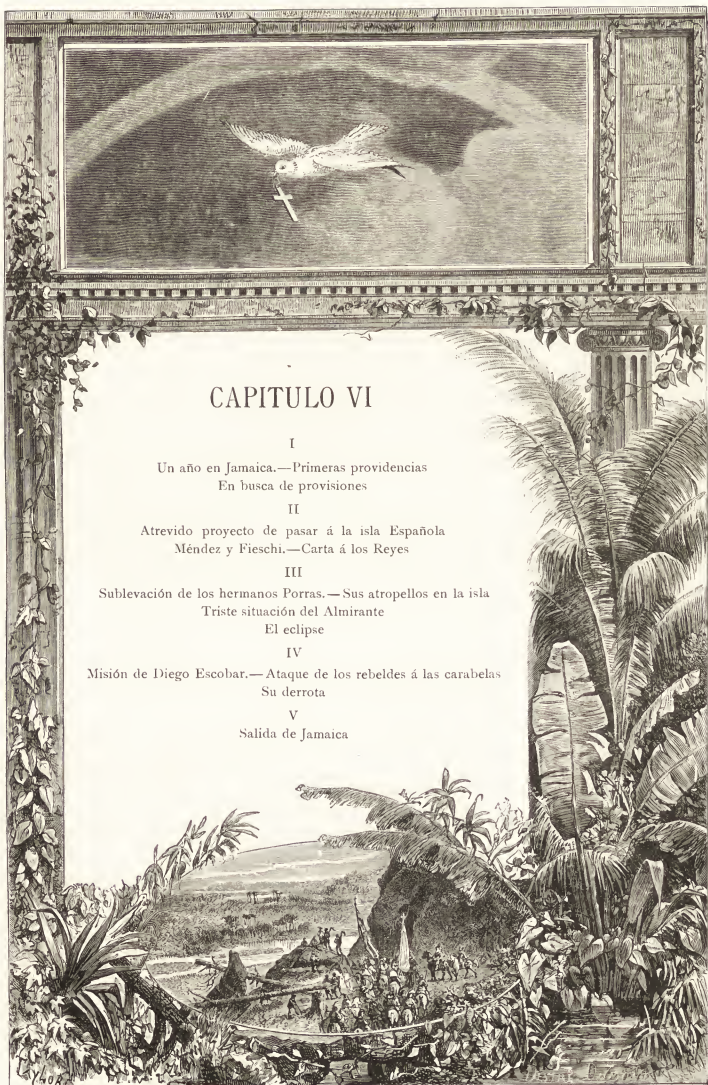 CAPITULO VI
I
Un año en Jamaica.—Primeras providencias
En busca de provisiones
II
Atrevido proyecto de pasar á la isla Española
Méndez y Fieschi.—Carta á los Reyes
III
Sublevación de los hermanos Porras.—Sus atropellos en la isla
Triste situación del Almirante
El eclipse
IV
Misión de Diego Escobar.—Ataque de los rebeldes á las carabelas
Su derrota
V
Salida de Jamaica